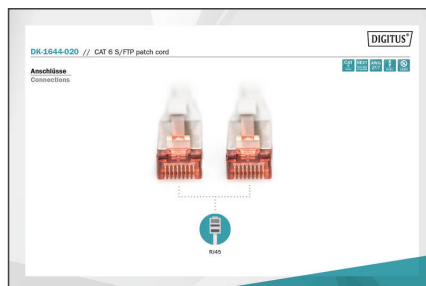 DIGITUS®
DK-1644-020 // CAT 6 S/FTP patch cord
Anschlüsse
Connections
RJ45